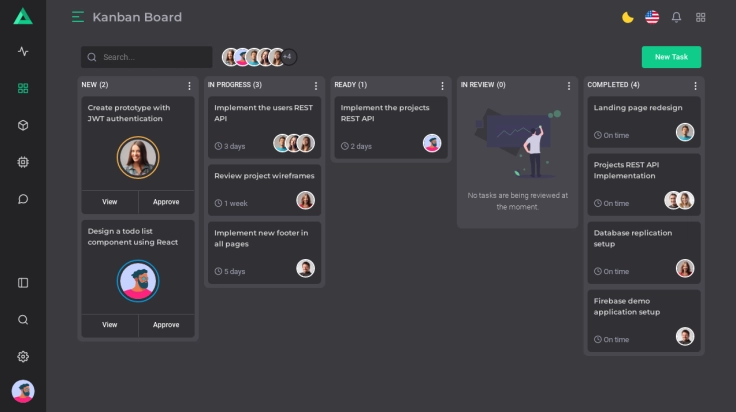 Kanban Board
Search...
+4
New Task
NEW (2)
Create prototype with
JWT authentication
View
Approve
Design a todo list
component using React
View
Approve
IN PROGRESS (3)
Implement the users REST
API
3 days
Review project wireframes
1 week
Implement new footer in
all pages
5 days
READY (1)
Implement the projects
REST API
2 days
IN REVIEW (0)
No tasks are being reviewed at
the moment.
COMPLETED (4)
Landing page redesign
On time
Projects REST API
Implementation
On time
Database replication
setup
On time
Firebase demo
application setup
On time